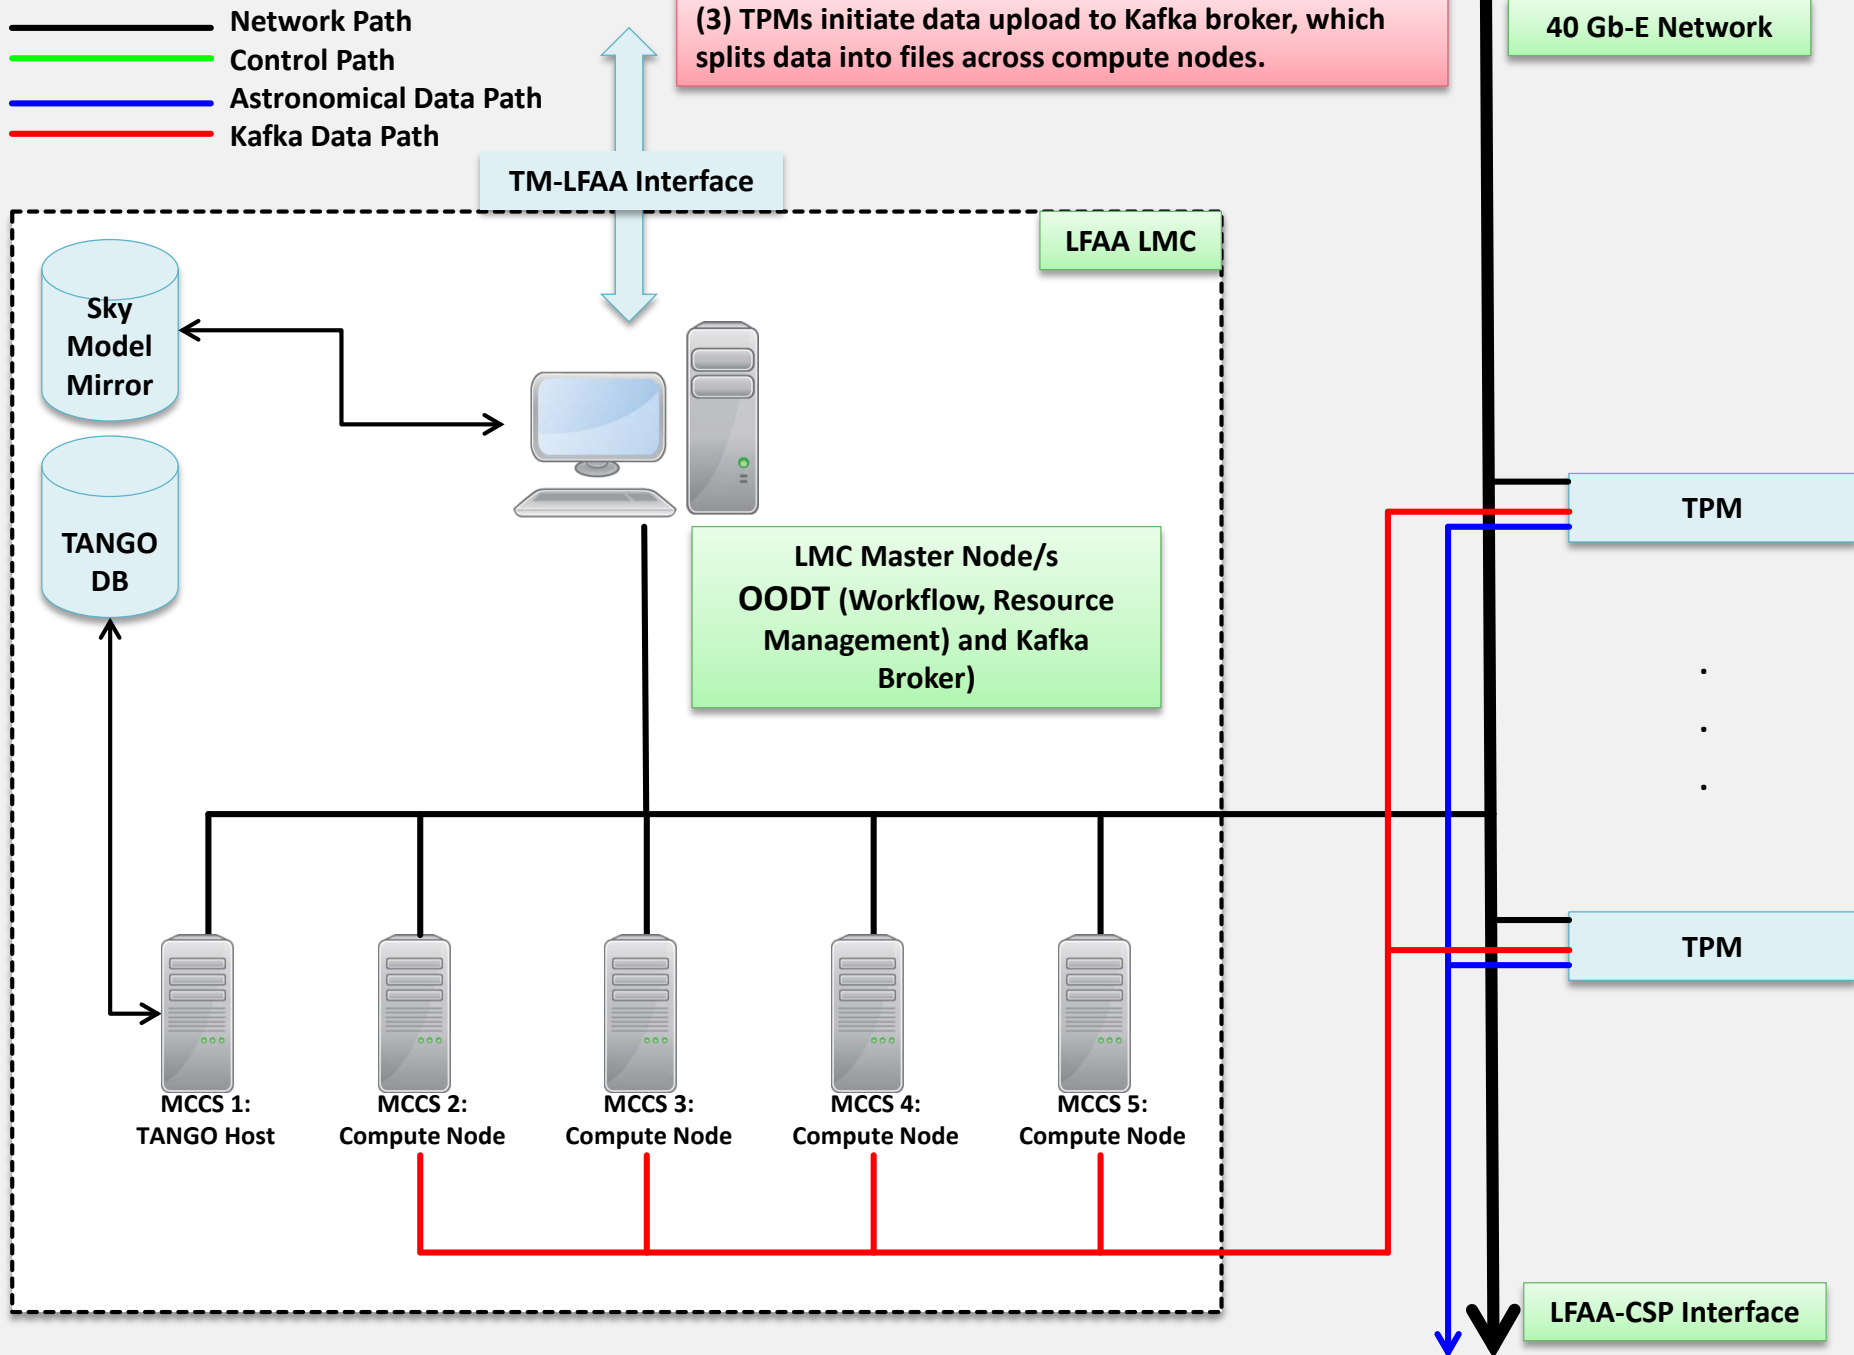 Network Path
Control Path
Astronomical Data Path
Kafka Data Path
(3) TPMs initiate data upload to Kafka broker, which
splits data into files across compute nodes.
40 Gb-E Network
TM-LFAA Interface
LFAA LMC
Sky
Model
Mirror
TANGO
DB
LMC Master Node/s
OODT (Workflow, Resource
Management) and Kafka
Broker)
TPM
.
.
.
TPM
MCCS 1:
TANGO Host
MCCS 2:
Compute Node
MCCS 3:
Compute Node
MCCS 4:
Compute Node
MCCS 5:
Compute Node
LFAA-CSP Interface